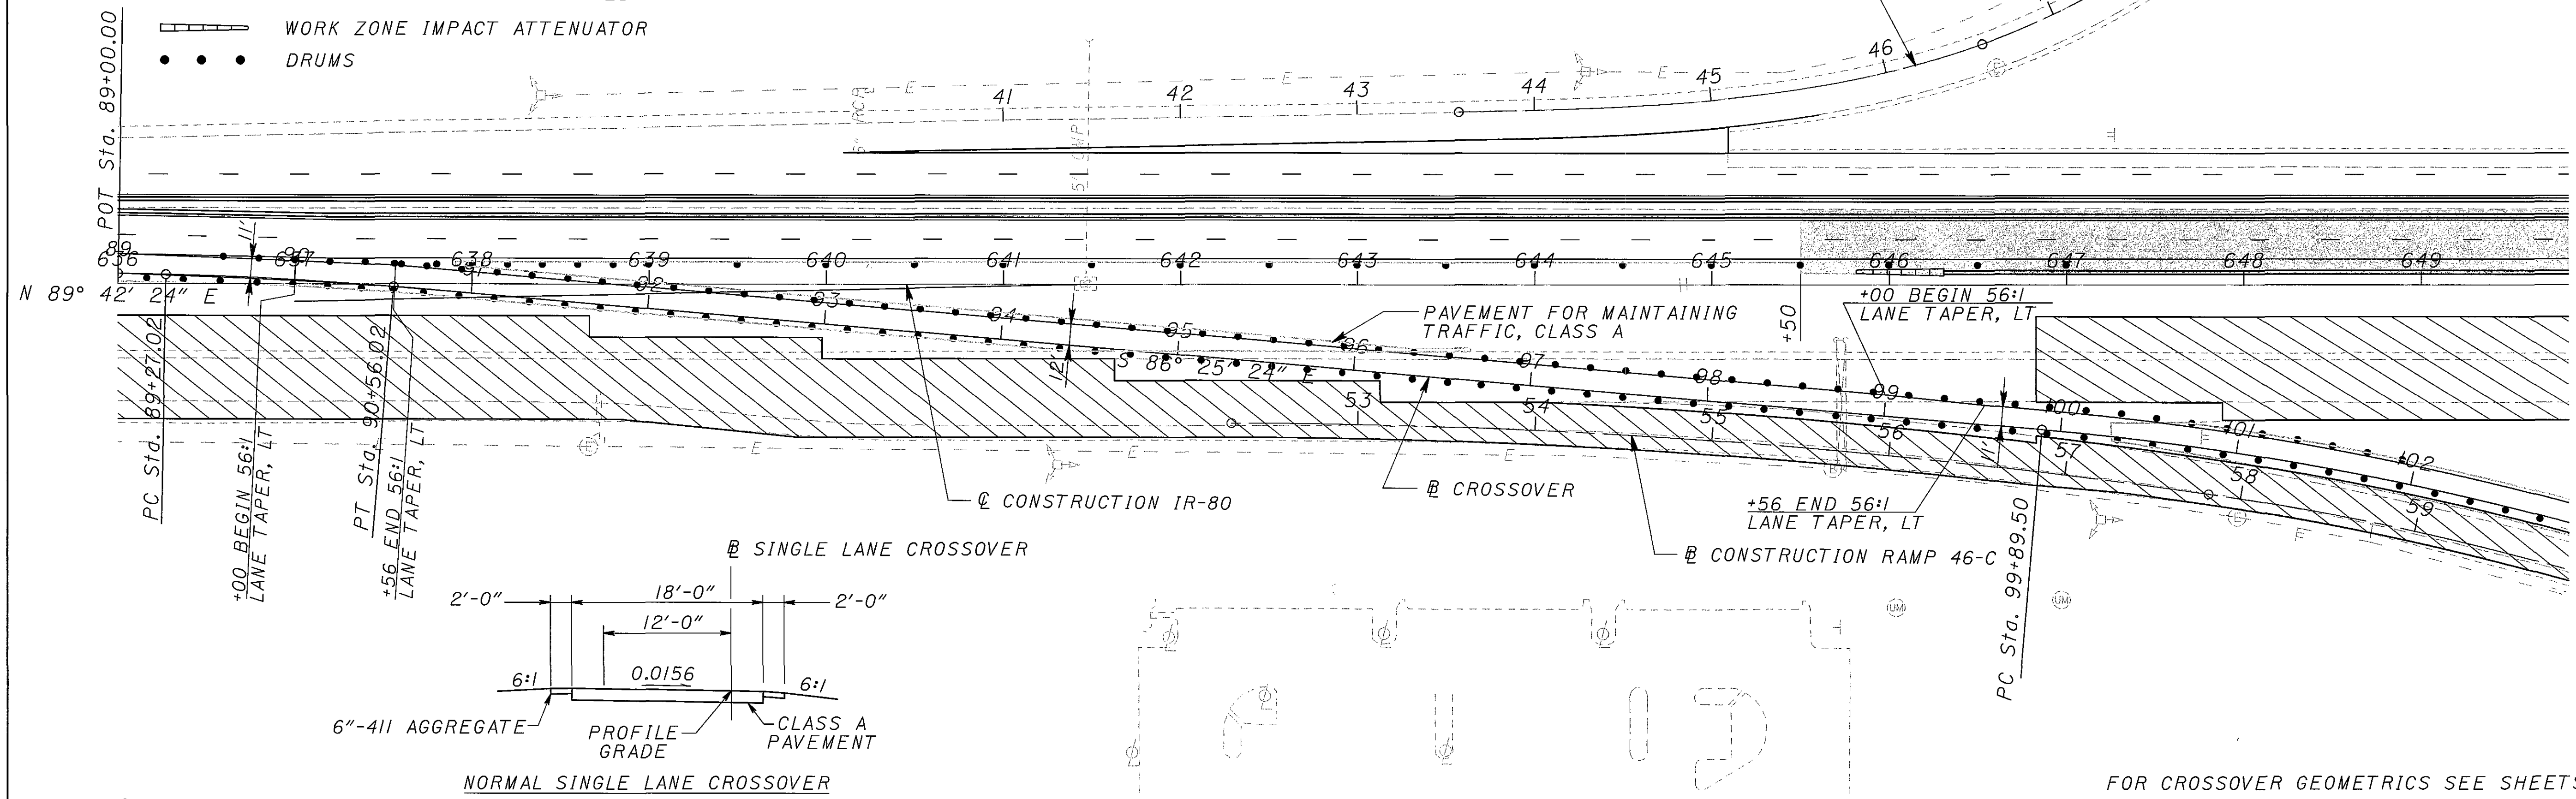 WORK ZONE IMPACT ATTENUATOR
DRUMS
POT Sta. 89+00.00
41
42
43
44
45
46
E
E
E
E
11'
89
90
636
637
638
639
640
641
642
643
644
645
646
647
648
649
N 89° 42' 24" E
91
92
93
94
95
96
97
98
99
100
101
102
12'
S 86° 25' 24" E
PAVEMENT FOR MAINTAINING
TRAFFIC, CLASS A
+50
+00 BEGIN 56:1
LANE TAPER, LT
53
54
55
56
57
58
59
11'
PC Sta. 89+27.02
+00 BEGIN 56:1
LANE TAPER, LT
PT Sta. 90+56.02
+56 END 56:1
LANE TAPER, LT
E
E
E
E
℄ CONSTRUCTION IR-80
BL CROSSOVER
+56 END 56:1
LANE TAPER, LT
BL CONSTRUCTION RAMP 46-C
PC Sta. 99+89.50
BL SINGLE LANE CROSSOVER
2'-0"
18'-0"
2'-0"
12'-0"
6:1
0.0156
6:1
6"-411 AGGREGATE
PROFILE
GRADE
CLASS A
PAVEMENT
NORMAL SINGLE LANE CROSSOVER
(UM)
(UM)
FOR CROSSOVER GEOMETRICS SEE SHEETS